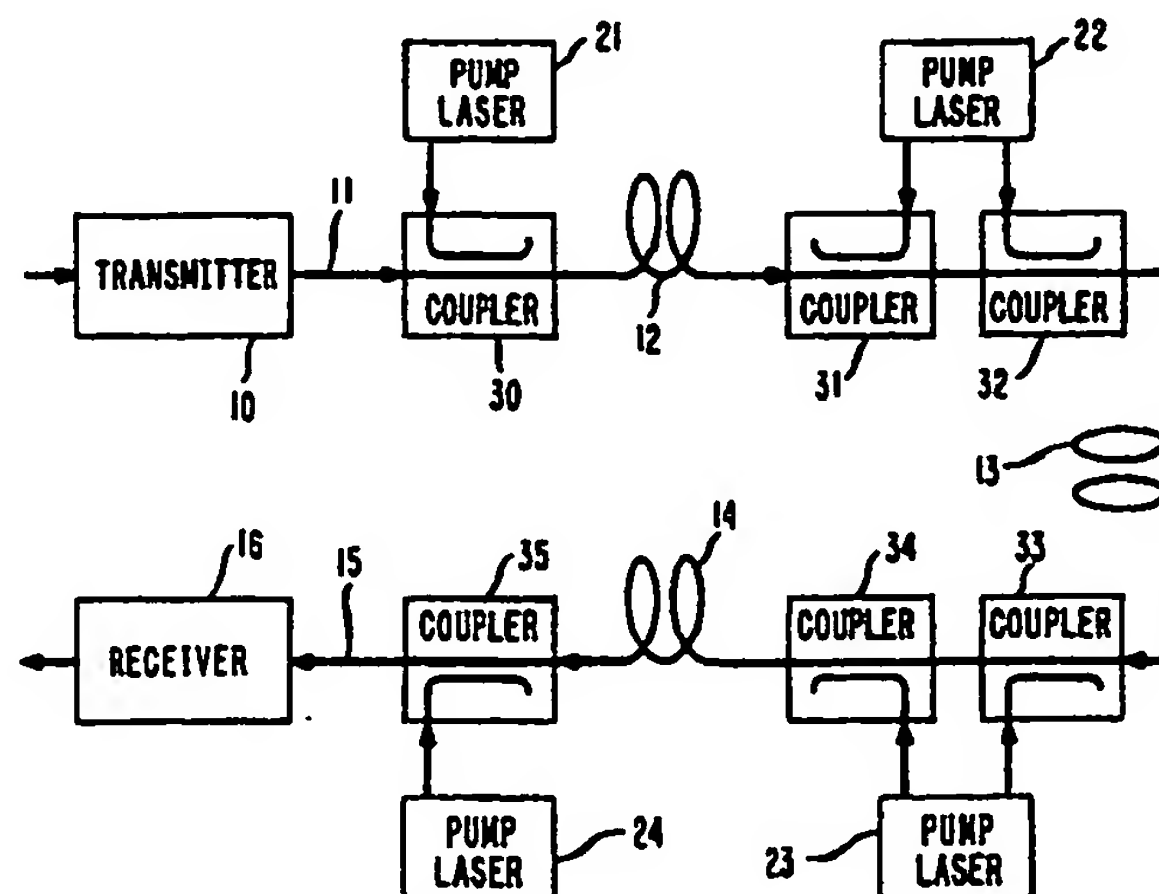 21
22
PUMP
LASER
PUMP
LASER
11
TRANSMITTER
COUPLER
COUPLER
COUPLER
10
30
12
31
32
13
16
15
35
14
34
33
RECEIVER
COUPLER
COUPLER
COUPLER
PUMP
LASER
24
23
PUMP
LASER